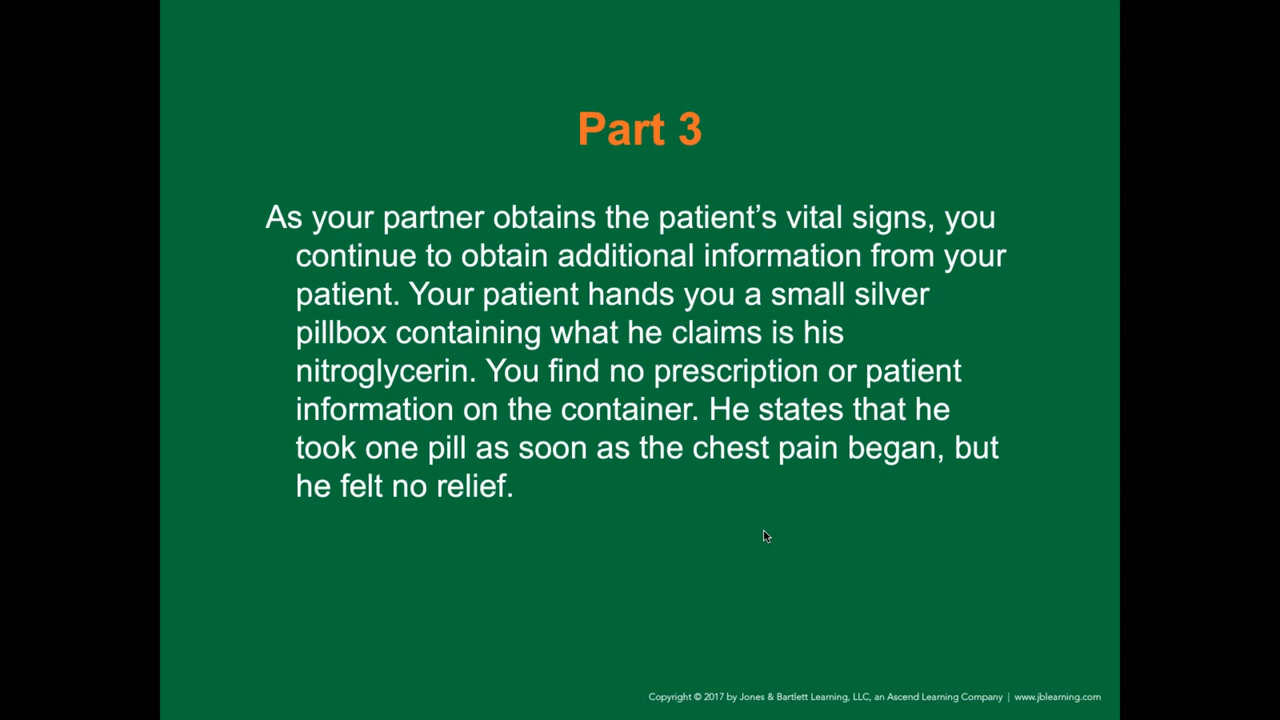 Part 3
As your partner obtains the patient’s vital signs, you
continue to obtain additional information from your
patient. Your patient hands you a small silver
pillbox containing what he claims is his
nitroglycerin. You find no prescription or patient
information on the container. He states that he
took one pill as soon as the chest pain began, but
he felt no relief.
Copyright © 2017 by Jones & Bartlett Learning, LLC, an Ascend Learning Company | www.jblearning.com